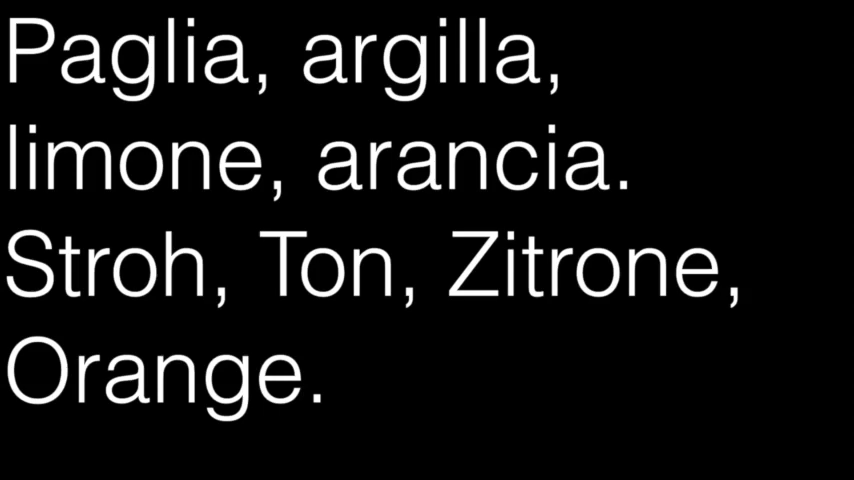 Paglia, argilla,
limone, arancia.
Stroh, Ton, Zitrone,
Orange.